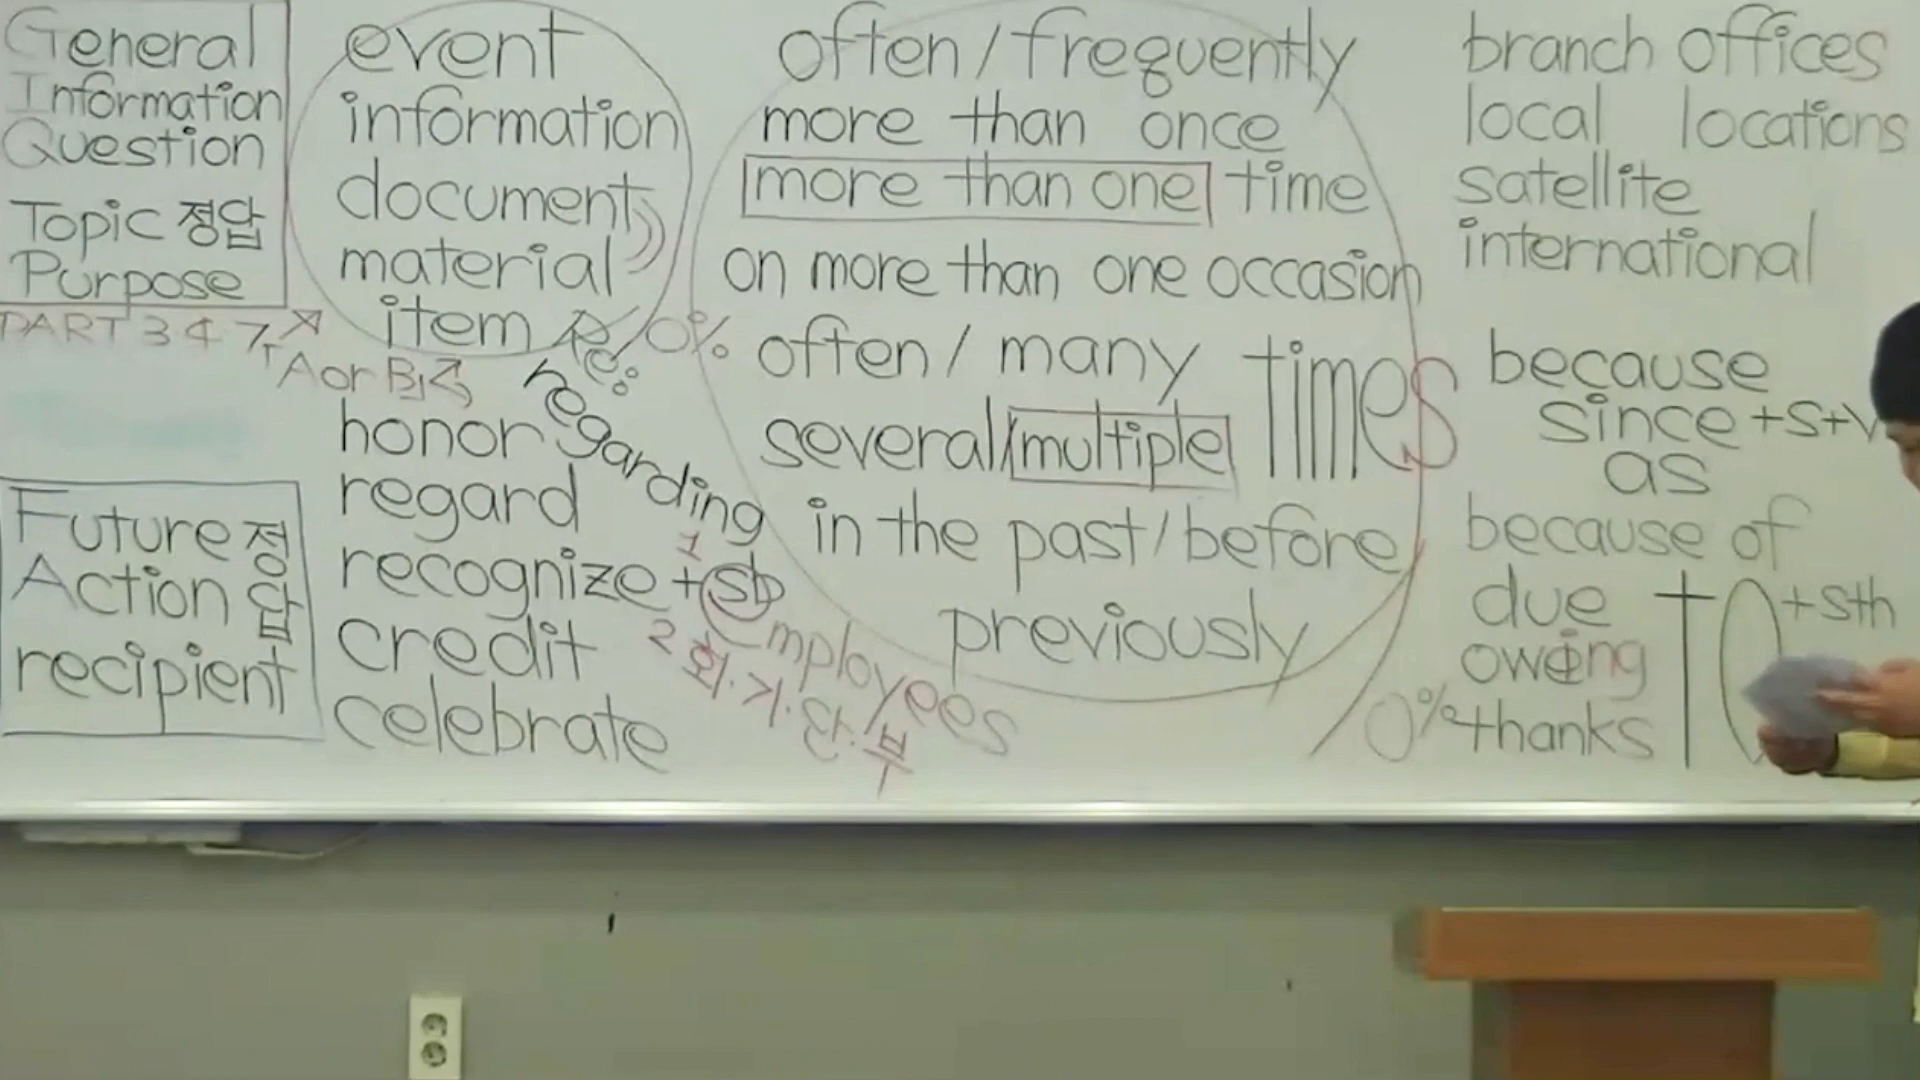 General
Information
Question
Topic 정답
Purpose
PART 3 4 7
A or B
Future 정답
Action
recipient
event
information
document
material
item
Re:
regarding
honor
regard
recognize + sb
credit
celebrate
1
employees
2 회.기.
부
0%
often / frequently
more than once
more than one time
on more than one occasion
often / many times
several/multiple
in the past / before
previously
0%
branch offices
local locations
satellite
international
because
since +S+V
as
because of
due to +sth
owing
thanks